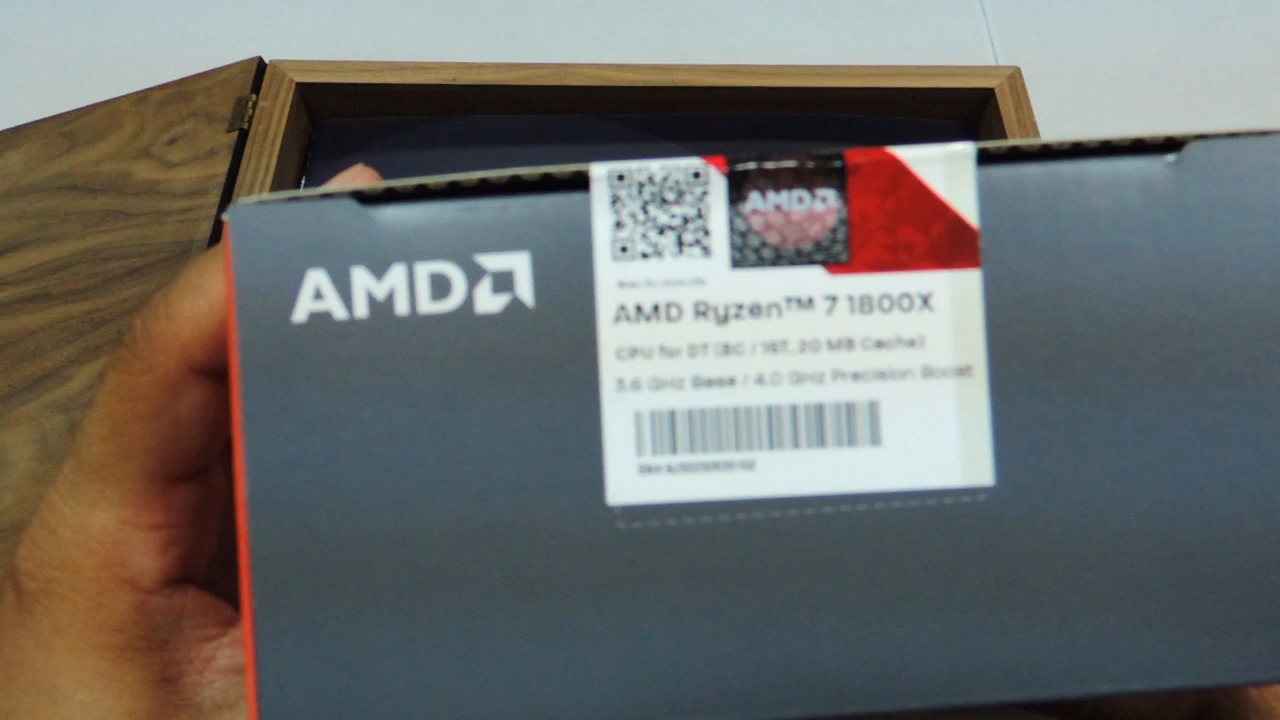 AMD
AMD
AMD Ryzen™ 7 1800X
CPU for DT (8C / 16T, 20 MB Cache)
3.6 GHz Base / 4.0 GHz Precision Boost